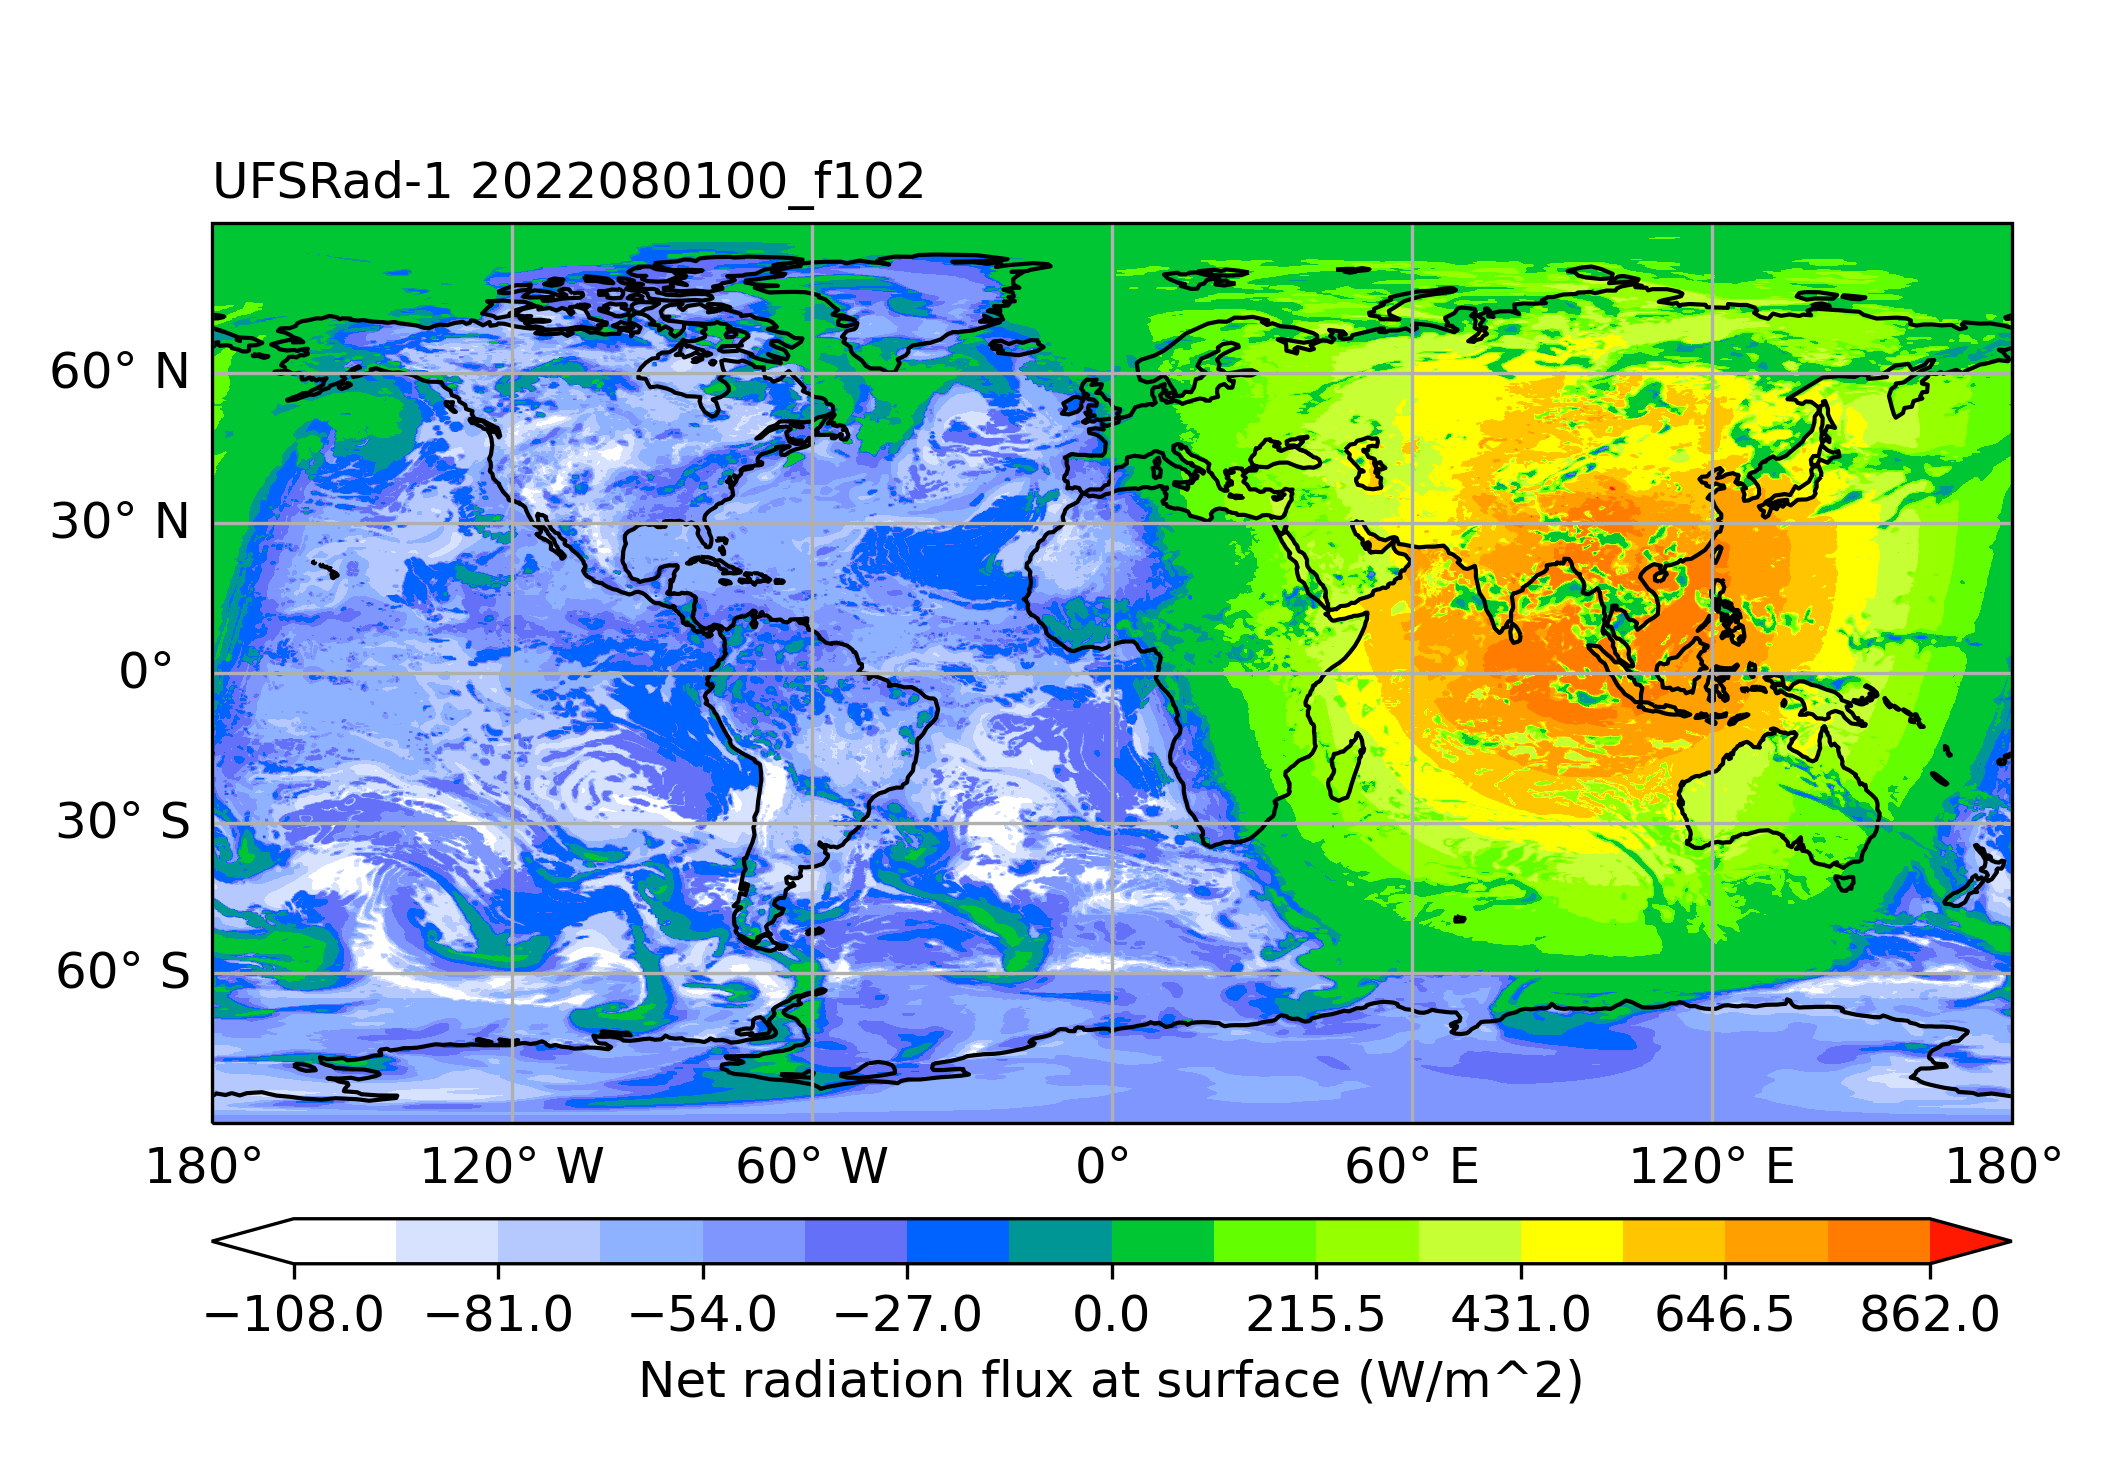 UFSRad-1 2022080100_f102
60° N
30° N
0°
30° S
60° S
180° 120° W 60° W 0° 60° E 120° E 180°
−108.0 −81.0 −54.0 −27.0 0.0 215.5 431.0 646.5 862.0
Net radiation flux at surface (W/m^2)